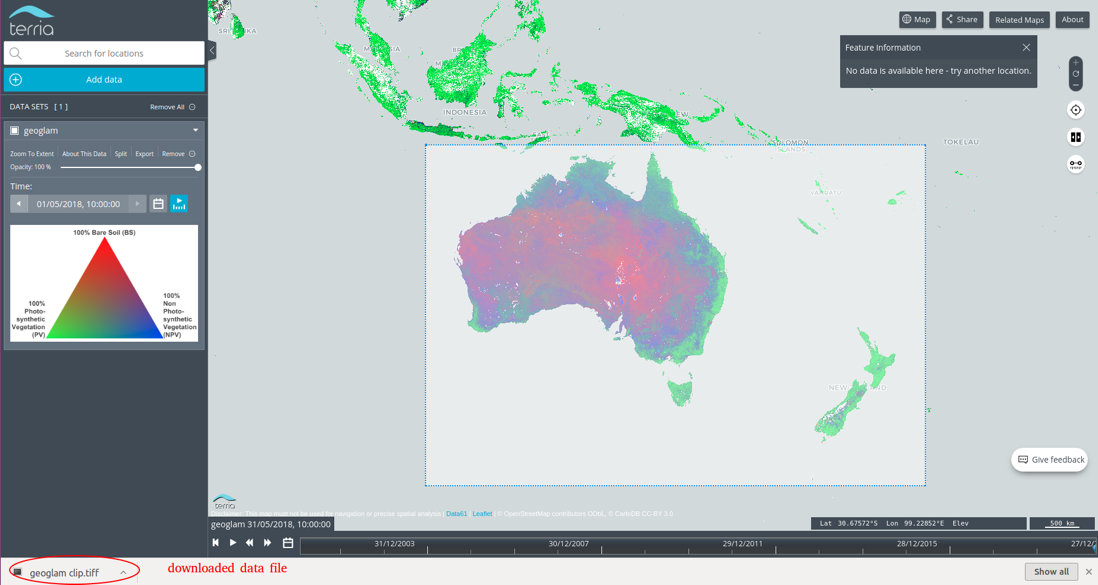 terria
Search for locations
Add data
DATA SETS [ 1 ]
Remove All
geoglam
Zoom To Extent
About This Data
Split
Export
Remove
Opacity: 100 %
Time:
01/05/2018, 10:00:00
100% Bare Soil (BS)
100%
Photo-
synthetic
Vegetation
(PV)
100%
Non
Photo-
synthetic
Vegetation
(NPV)
Map
Share
Related Maps
About
Feature Information
No data is available here - try another location.
INDONESIA
SOLOMON
ISLANDS
TOKELAU
VANUATU
Give feedback
terria
Disclaimer: This map must not be used for navigation or precise spatial analysis | Data61 | Leaflet | © OpenStreetMap contributors ODbL, © CartoDB CC-BY 3.0
geoglam 31/05/2018, 10:00:00
Lat 30.67572°S Lon 99.22852°E Elev
500 km
31/12/2003
30/12/2007
29/12/2011
28/12/2015
27/12/
geoglam clip.tiff
downloaded data file
Show all